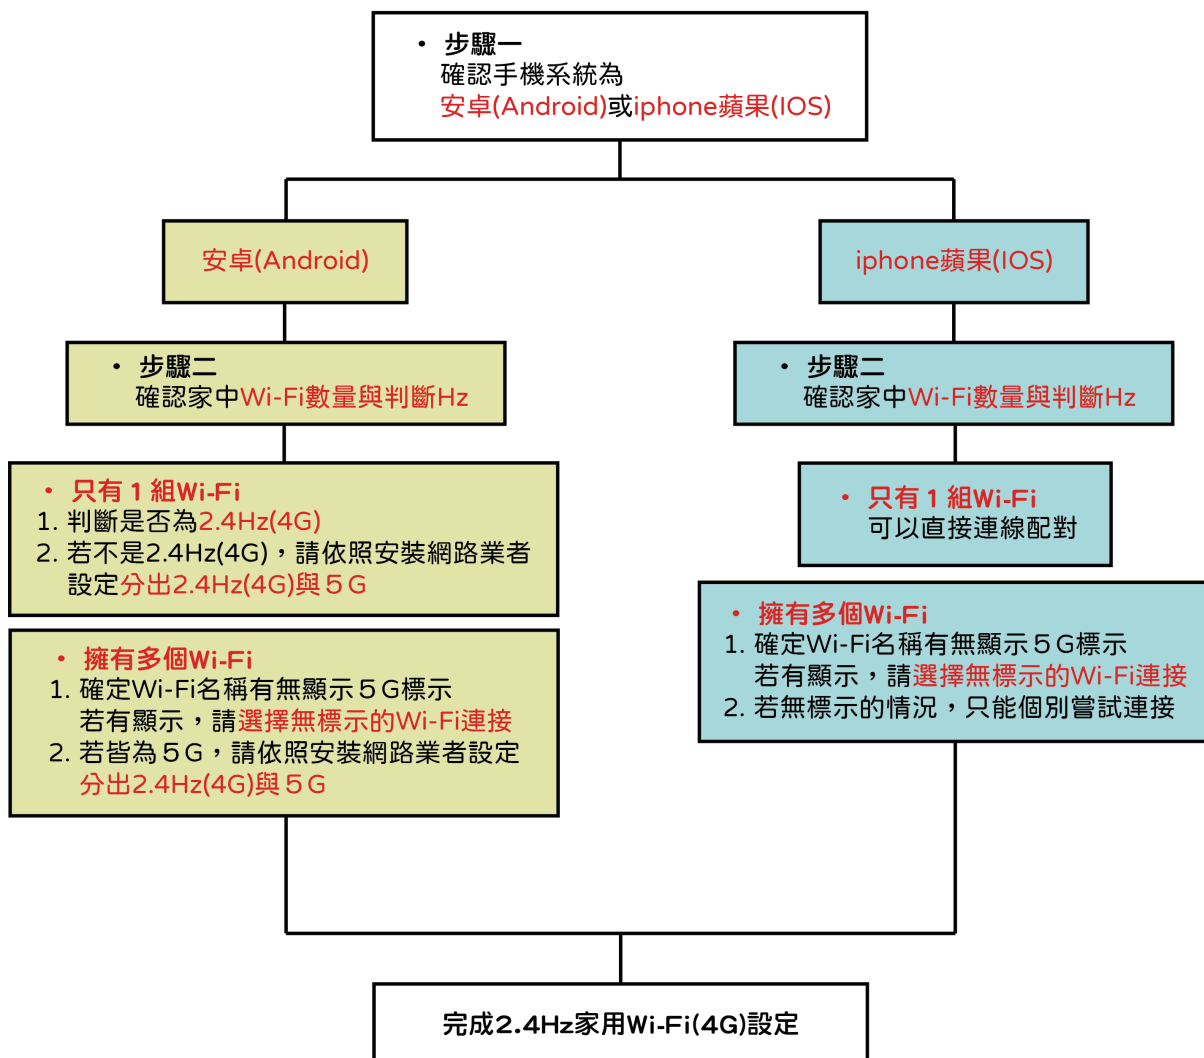 • 步驟一
確認手機系統為
安卓(Android)或iphone蘋果(IOS)
安卓(Android)
• 步驟二
確認家中Wi-Fi數量與判斷Hz
• 只有1組Wi-Fi
1. 判斷是否為2.4Hz(4G)
2. 若不是2.4Hz(4G)，請依照安裝網路業者
設定分出2.4Hz(4G)與5G
• 擁有多個Wi-Fi
1. 確定Wi-Fi名稱有無顯示5G標示
若有顯示，請選擇無標示的Wi-Fi連接
2. 若皆為5G，請依照安裝網路業者設定
分出2.4Hz(4G)與5G
iphone蘋果(IOS)
• 步驟二
確認家中Wi-Fi數量與判斷Hz
• 只有1組Wi-Fi
可以直接連線配對
• 擁有多個Wi-Fi
1. 確定Wi-Fi名稱有無顯示5G標示
若有顯示，請選擇無標示的Wi-Fi連接
2. 若無標示的情況，只能個別嘗試連接
完成2.4Hz家用Wi-Fi(4G)設定